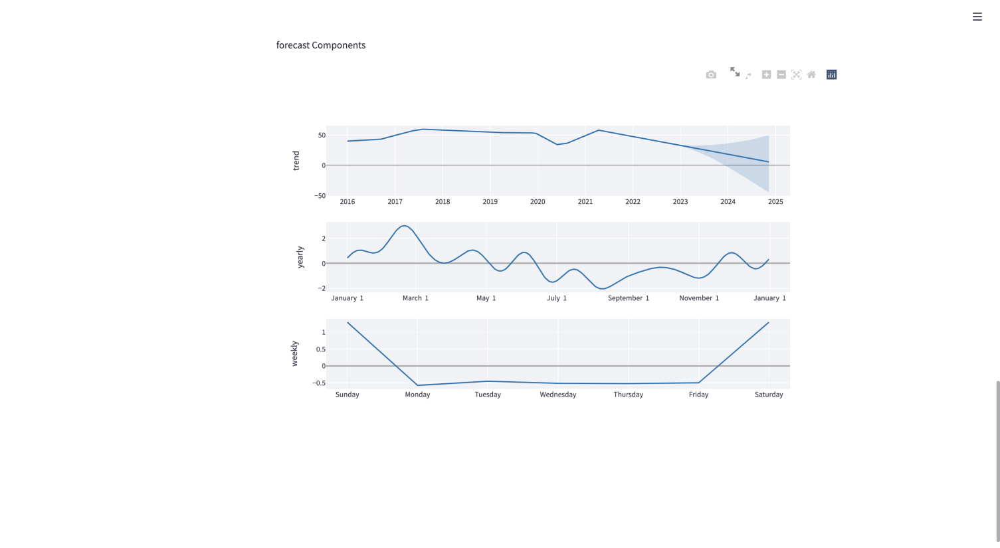 forecast Components
50
0
−50
trend
2016 2017 2018 2019 2020 2021 2022 2023 2024 2025
2
0
−2
yearly
January 1 March 1 May 1 July 1 September 1 November 1 January 1
1
0.5
0
−0.5
weekly
Sunday Monday Tuesday Wednesday Thursday Friday Saturday